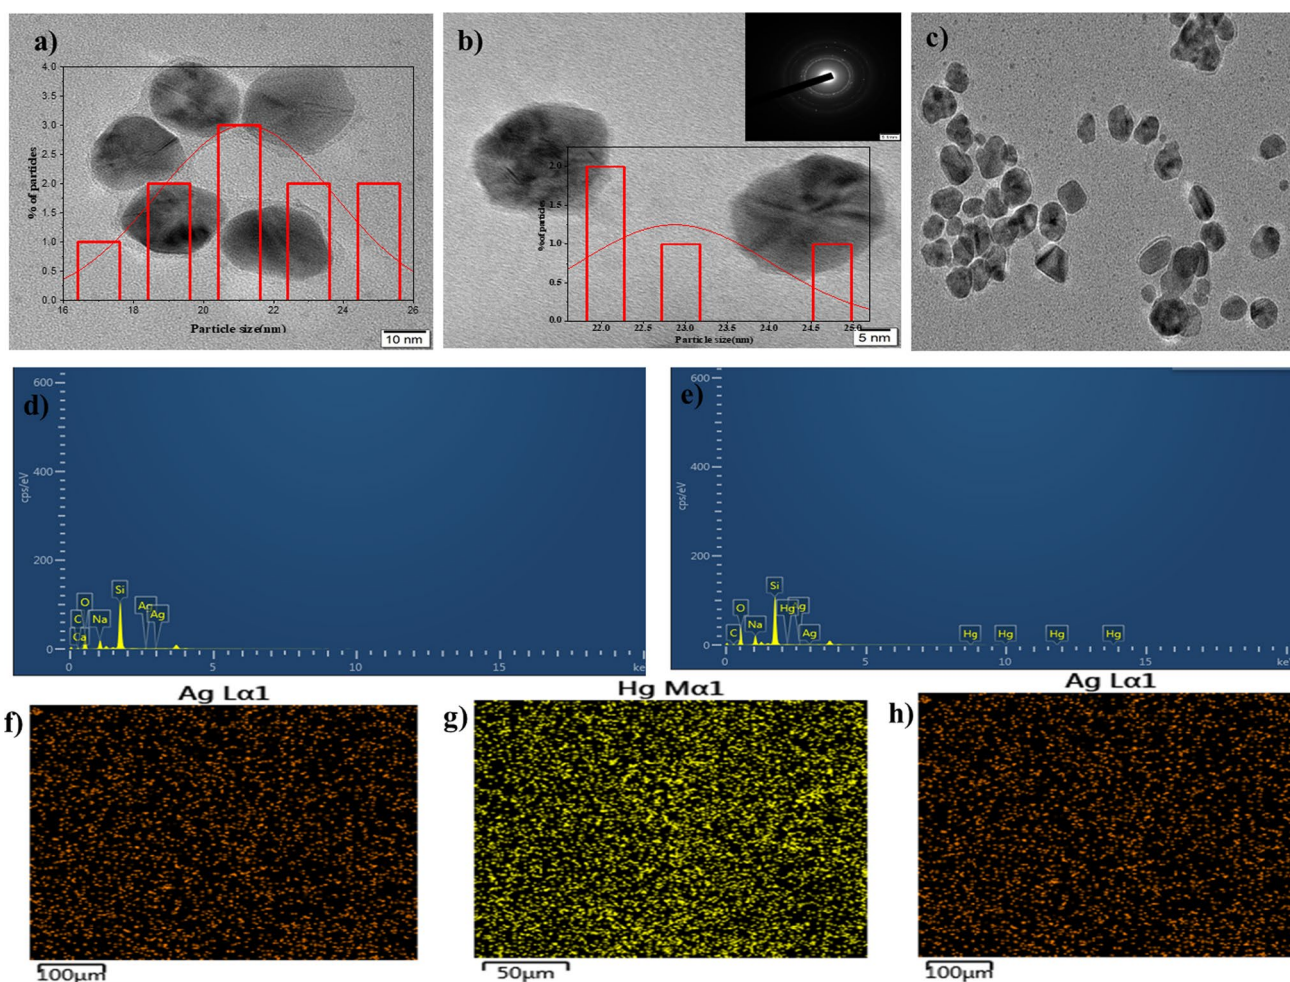 a)
4.0
3.5
3.0
2.5
2.0
1.5
1.0
0.5
0.0
% of particles
16 18 20 22 24 26
Particle size(nm)
10 nm
b)
2.0
1.5
1.0
0.5
0.0
%of particles
22.0 22.5 23.0 23.5 24.0 24.5 25.0
Particle size(nm)
5 nm
c)
d)
600
400
200
0
cps/eV
O
C
Ca
Na
Si
Ag
Ag
0 5 10 15 ke
e)
600
400
200
0
cps/eV
C
O
Na
Si
Hg
Hg
Ag
Hg
Hg
Hg
Hg
0 5 10 15
Ag Lα1
f)
100μm
Hg Mα1
g)
50μm
Ag Lα1
h)
100μm